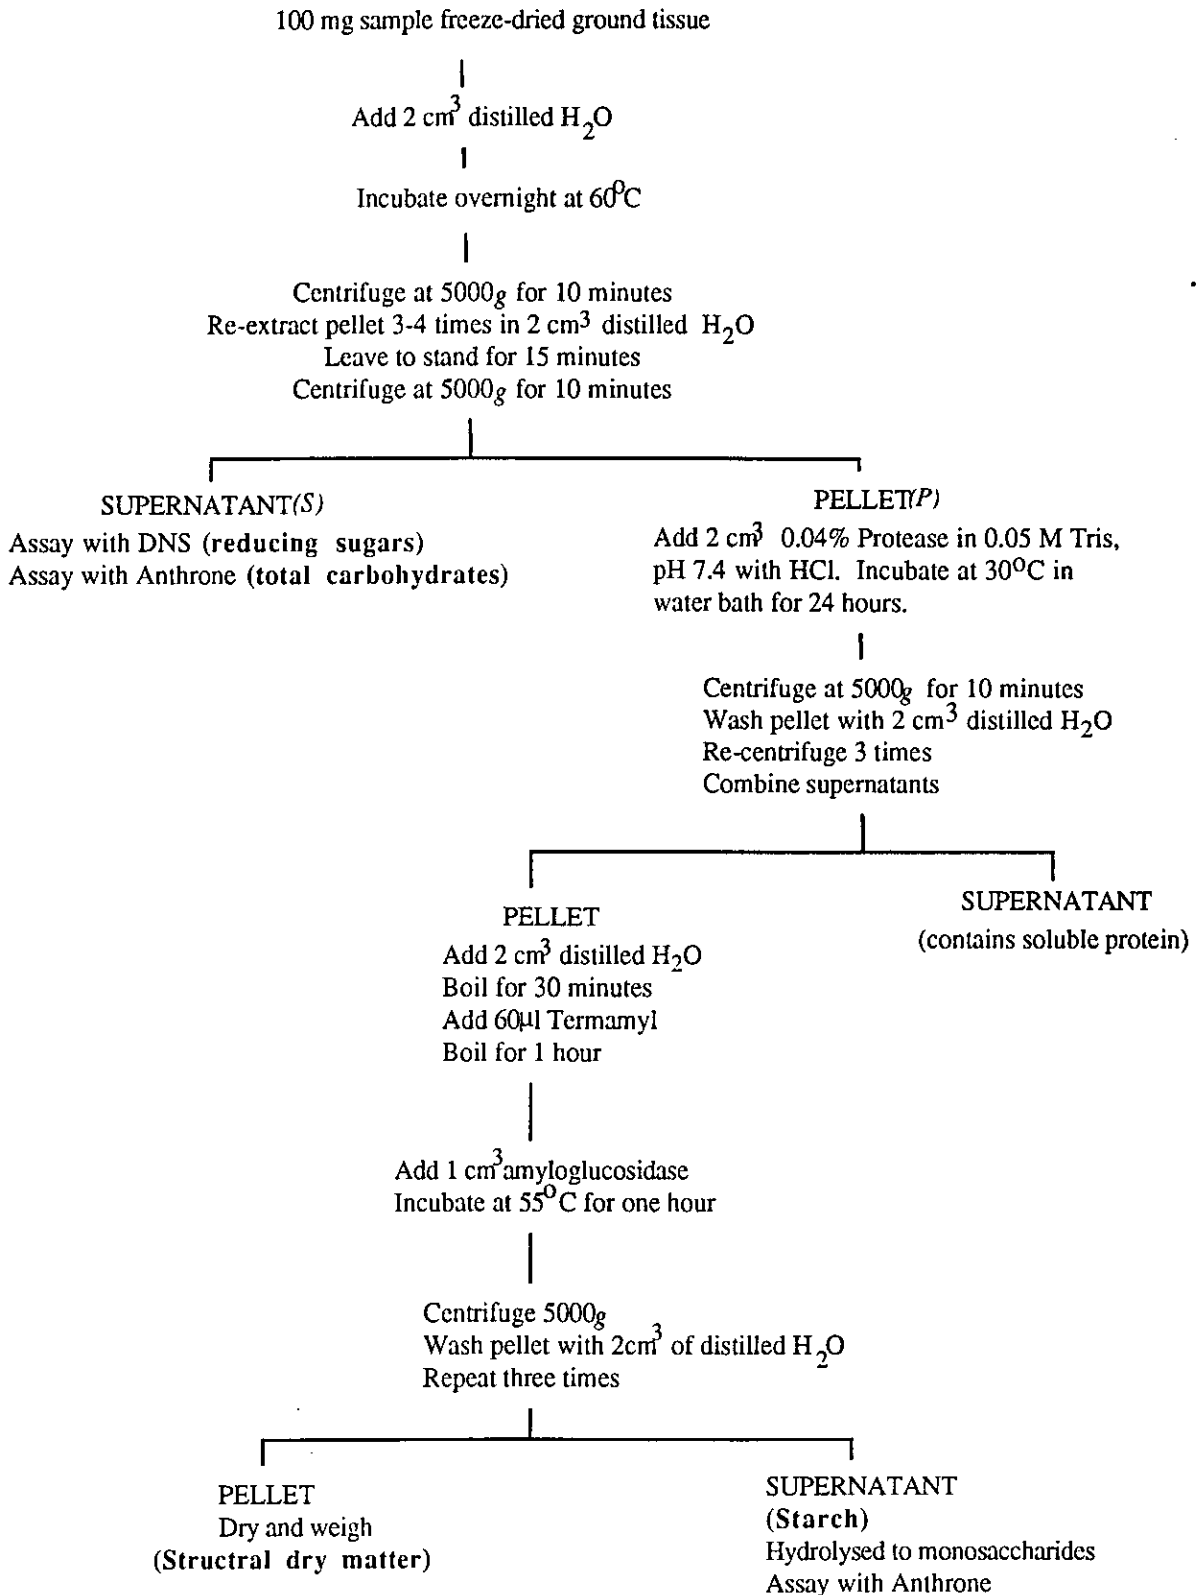 100 mg sample freeze-dried ground tissue
Add 2 cm³ distilled H₂O
Incubate overnight at 60⁰C
Centrifuge at 5000g for 10 minutes
Re-extract pellet 3-4 times in 2 cm³ distilled H₂O
Leave to stand for 15 minutes
Centrifuge at 5000g for 10 minutes
SUPERNATANT(S)
Assay with DNS (reducing sugars)
Assay with Anthrone (total carbohydrates)
PELLET(P)
Add 2 cm³ 0.04% Protease in 0.05 M Tris,
pH 7.4 with HCl. Incubate at 30⁰C in
water bath for 24 hours.
Centrifuge at 5000g for 10 minutes
Wash pellet with 2 cm³ distilled H₂O
Re-centrifuge 3 times
Combine supernatants
PELLET
Add 2 cm³ distilled H₂O
Boil for 30 minutes
Add 60µl Termamyl
Boil for 1 hour
SUPERNATANT
(contains soluble protein)
Add 1 cm³ amyloglucosidase
Incubate at 55⁰C for one hour
Centrifuge 5000g
Wash pellet with 2cm³ of distilled H₂O
Repeat three times
PELLET
Dry and weigh
(Structral dry matter)
SUPERNATANT
(Starch)
Hydrolysed to monosaccharides
Assay with Anthrone